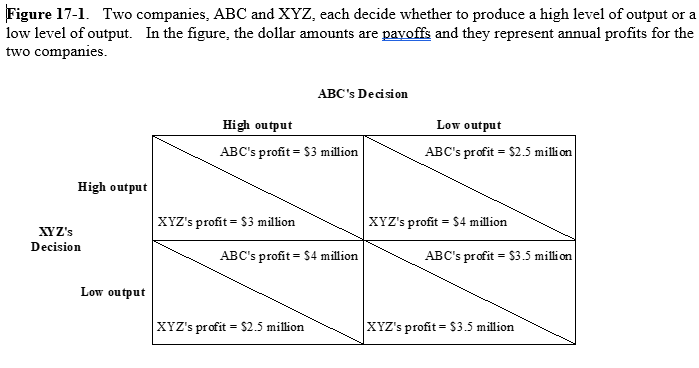 Figure 17-1. Two companies, ABC and XYZ, each decide whether to produce a high level of output or a
low level of output. In the figure, the dollar amounts are payoffs and they represent annual profits for the
two companies.
ABC's Decision
High output Low output
ABC's profit = $3 million ABC's profit = $2.5 million
High output
XYZ's profit = $3 million XYZ's profit = $4 million
XYZ's
Decision
ABC's profit = $4 million ABC's profit = $3.5 million
Low output
XYZ's profit = $2.5 million XYZ's profit = $3.5 million